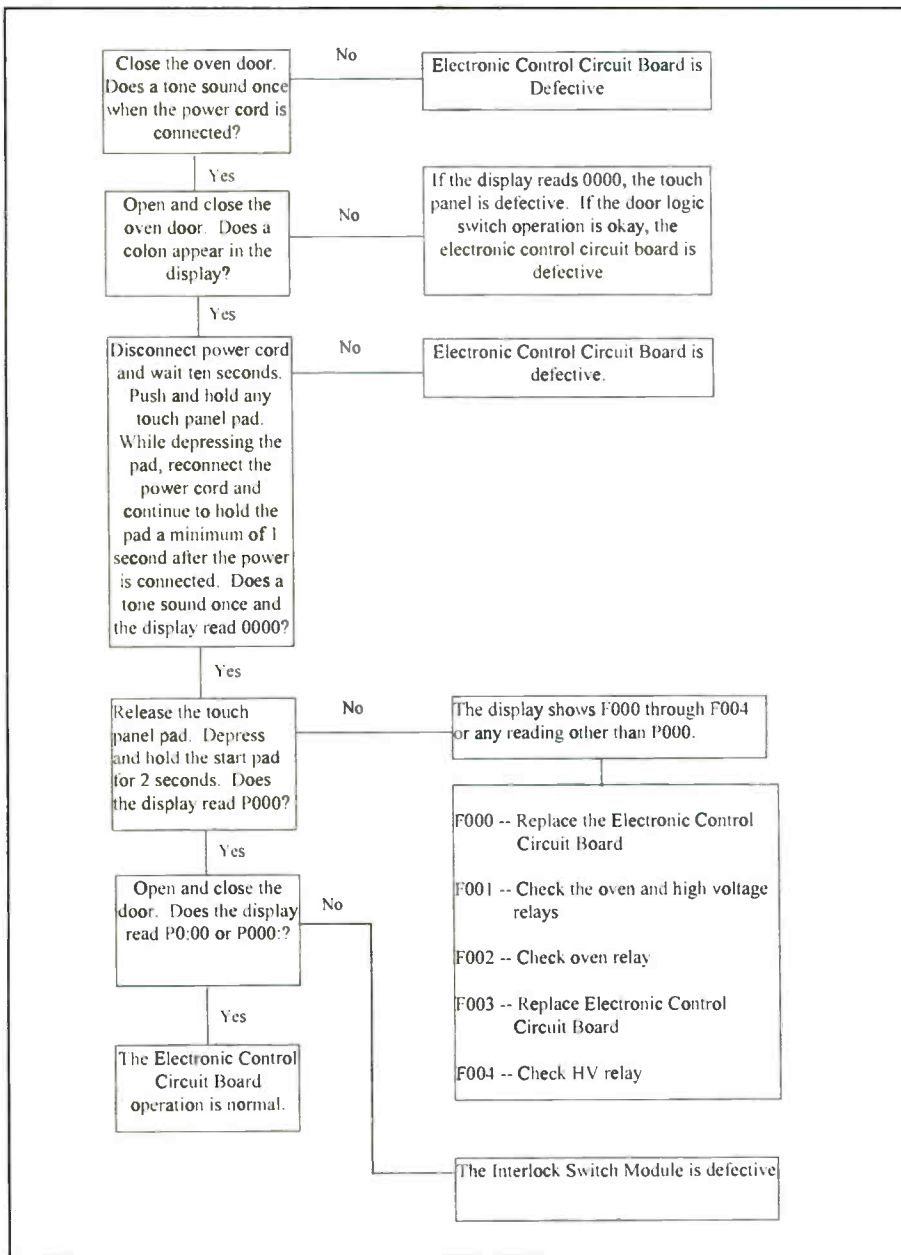 Close the oven door.
Does a tone sound once
when the power cord is
connected?
No
Electronic Control Circuit Board is
Defective
Yes
Open and close the
oven door. Does a
colon appear in the
display?
No
If the display reads 0000, the touch
panel is defective. If the door logic
switch operation is okay, the
electronic control circuit board is
defective
Yes
Disconnect power cord
and wait ten seconds.
Push and hold any
touch panel pad.
While depressing the
pad, reconnect the
power cord and
continue to hold the
pad a minimum of 1
second after the power
is connected. Does a
tone sound once and
the display read 0000?
No
Electronic Control Circuit Board is
defective.
Yes
Release the touch
panel pad. Depress
and hold the start pad
for 2 seconds. Does
the display read P000?
No
The display shows F000 through F004
or any reading other than P000.
F000 -- Replace the Electronic Control
Circuit Board
F001 -- Check the oven and high voltage
relays
F002 -- Check oven relay
F003 -- Replace Electronic Control
Circuit Board
F004 -- Check HV relay
Yes
Open and close the
door. Does the display
read P0:00 or P000:?
No
Yes
The Electronic Control
Circuit Board
operation is normal.
The Interlock Switch Module is defective